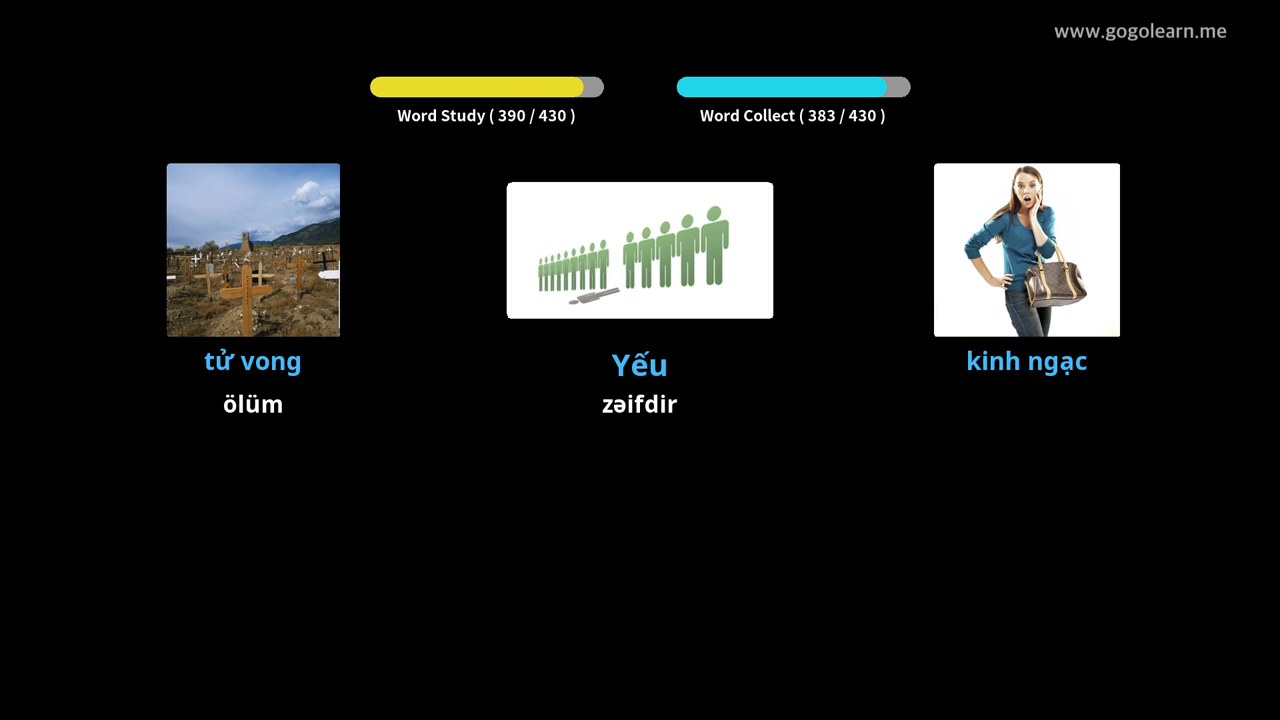 www.gogolearn.me
Word Study ( 390 / 430 )
Word Collect ( 383 / 430 )
tử vong
ölüm
Yếu
zəifdir
kinh ngạc